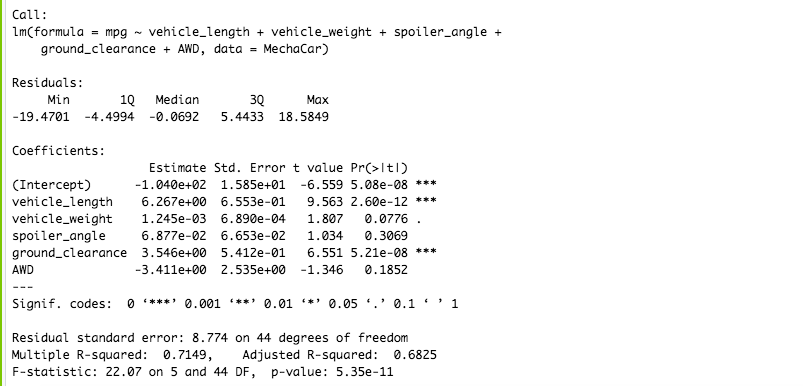 Call:
lm(formula = mpg ~ vehicle_length + vehicle_weight + spoiler_angle +
    ground_clearance + AWD, data = MechaCar)

Residuals:
     Min       1Q   Median       3Q      Max
-19.4701  -4.4994  -0.0692   5.4433  18.5849

Coefficients:
                   Estimate Std. Error t value Pr(>|t|)
(Intercept)      -1.040e+02  1.585e+01  -6.559 5.08e-08 ***
vehicle_length    6.267e+00  6.553e-01   9.563 2.60e-12 ***
vehicle_weight    1.245e-03  6.890e-04   1.807   0.0776 .
spoiler_angle     6.877e-02  6.653e-02   1.034   0.3069
ground_clearance  3.546e+00  5.412e-01   6.551 5.21e-08 ***
AWD              -3.411e+00  2.535e+00  -1.346   0.1852
---
Signif. codes:  0 ‘***’ 0.001 ‘**’ 0.01 ‘*’ 0.05 ‘.’ 0.1 ‘ ’ 1

Residual standard error: 8.774 on 44 degrees of freedom
Multiple R-squared:  0.7149,    Adjusted R-squared:  0.6825
F-statistic: 22.07 on 5 and 44 DF,  p-value: 5.35e-11